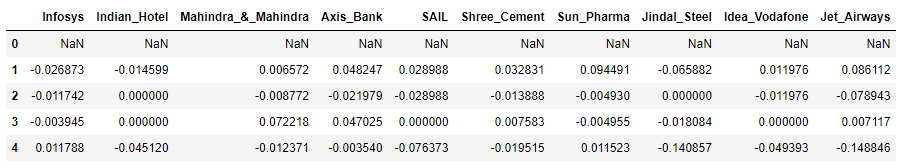 Infosys Indian_Hotel Mahindra_&_Mahindra Axis_Bank SAIL Shree_Cement Sun_Pharma Jindal_Steel Idea_Vodafone Jet_Airways
0 NaN NaN NaN NaN NaN NaN NaN NaN NaN NaN
1 -0.026873 -0.014599 0.006572 0.048247 0.028988 0.032831 0.094491 -0.065882 0.011976 0.086112
2 -0.011742 0.000000 -0.008772 -0.021979 -0.028988 -0.013888 -0.004930 0.000000 -0.011976 -0.078943
3 -0.003945 0.000000 0.072218 0.047025 0.000000 0.007583 -0.004955 -0.018084 0.000000 0.007117
4 0.011788 -0.045120 -0.012371 -0.003540 -0.076373 -0.019515 0.011523 -0.140857 -0.049393 -0.148846